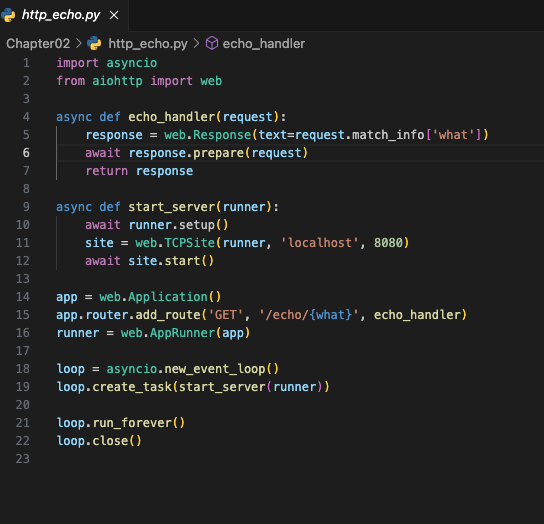 http_echo.py ×
Chapter02 > http_echo.py > echo_handler
1 import asyncio
2 from aiohttp import web
3
4 async def echo_handler(request):
5     response = web.Response(text=request.match_info['what'])
6     await response.prepare(request)
7     return response
8
9 async def start_server(runner):
10     await runner.setup()
11     site = web.TCPSite(runner, 'localhost', 8080)
12     await site.start()
13
14 app = web.Application()
15 app.router.add_route('GET', '/echo/{what}', echo_handler)
16 runner = web.AppRunner(app)
17
18 loop = asyncio.new_event_loop()
19 loop.create_task(start_server(runner))
20
21 loop.run_forever()
22 loop.close()
23